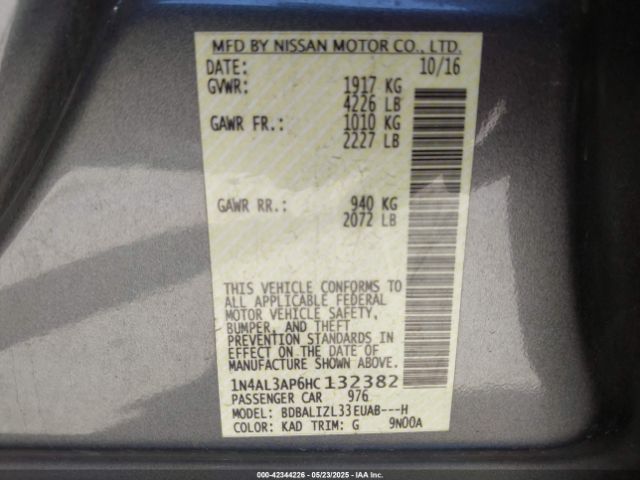 MFD BY NISSAN MOTOR CO., LTD.
DATE: 10/16
GVWR: 1917 KG
4226 LB
GAWR FR.: 1010 KG
2227 LB
GAWR RR.: 940 KG
2072 LB
THIS VEHICLE CONFORMS TO
ALL APPLICABLE FEDERAL
MOTOR VEHICLE SAFETY,
BUMPER, AND THEFT
PREVENTION STANDARDS IN
EFFECT ON THE DATE OF
MANUFACTURE SHOWN ABOVE.
1N4AL3AP6HC132382
PASSENGER CAR 976
MODEL: BDBALIZL33EUAB---H
COLOR: KAD TRIM: G 9N00A
000-42344226 - 05/23/2025 - IAA Inc.